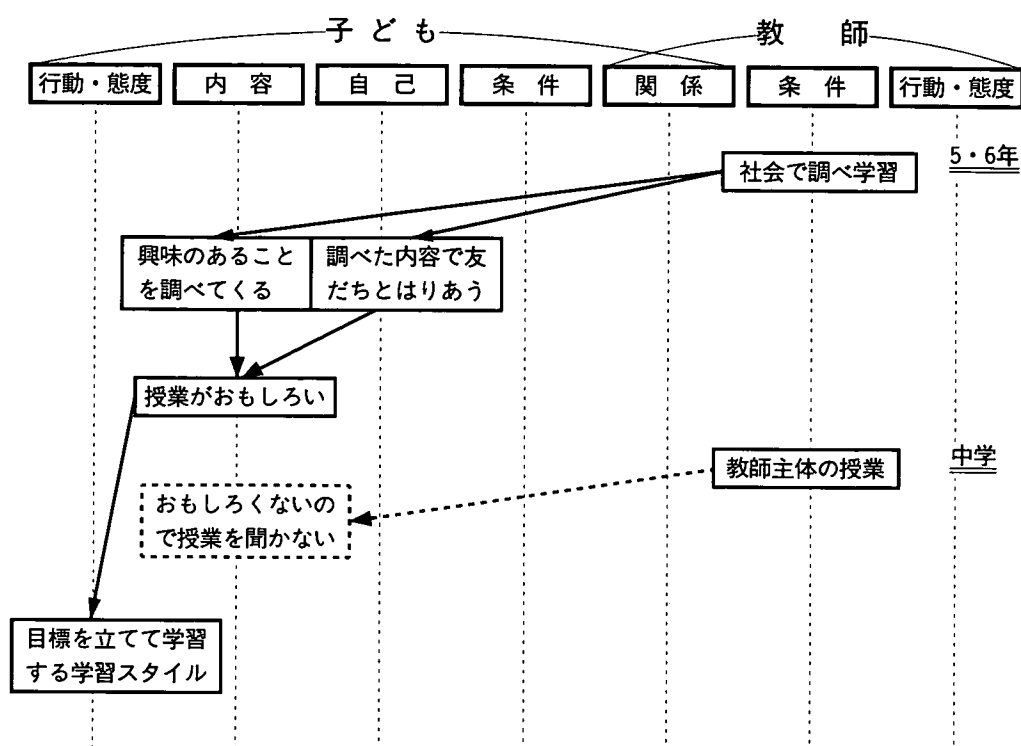 子ども
教師
行動・態度
内容
自己
条件
関係
条件
行動・態度
5・6年
社会で調べ学習
興味のあること
を調べてくる
調べた内容で友
だちとはりあう
授業がおもしろい
中学
教師主体の授業
おもしろくないの
で授業を聞かない
目標を立てて学習
する学習スタイル